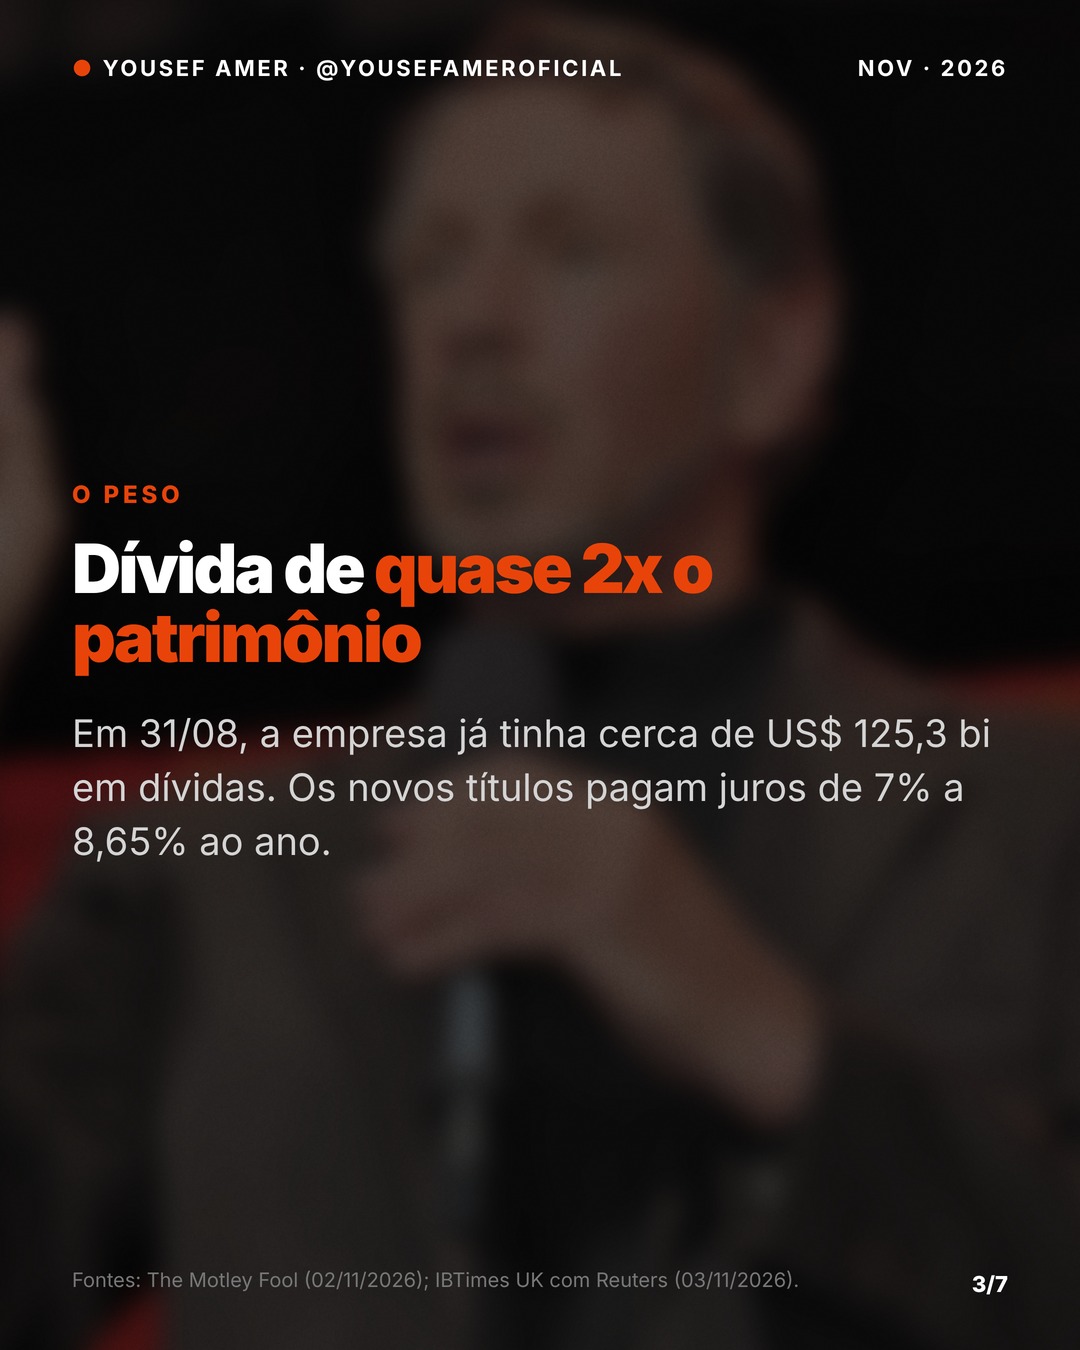 YOUSEF AMER · @YOUSEFAMEROFICIAL
NOV · 2026
O PESO
Dívida de quase 2x o
patrimônio
Em 31/08, a empresa já tinha cerca de US$ 125,3 bi
em dívidas. Os novos títulos pagam juros de 7% a
8,65% ao ano.
Fontes: The Motley Fool (02/11/2026); IBTimes UK com Reuters (03/11/2026).
3/7